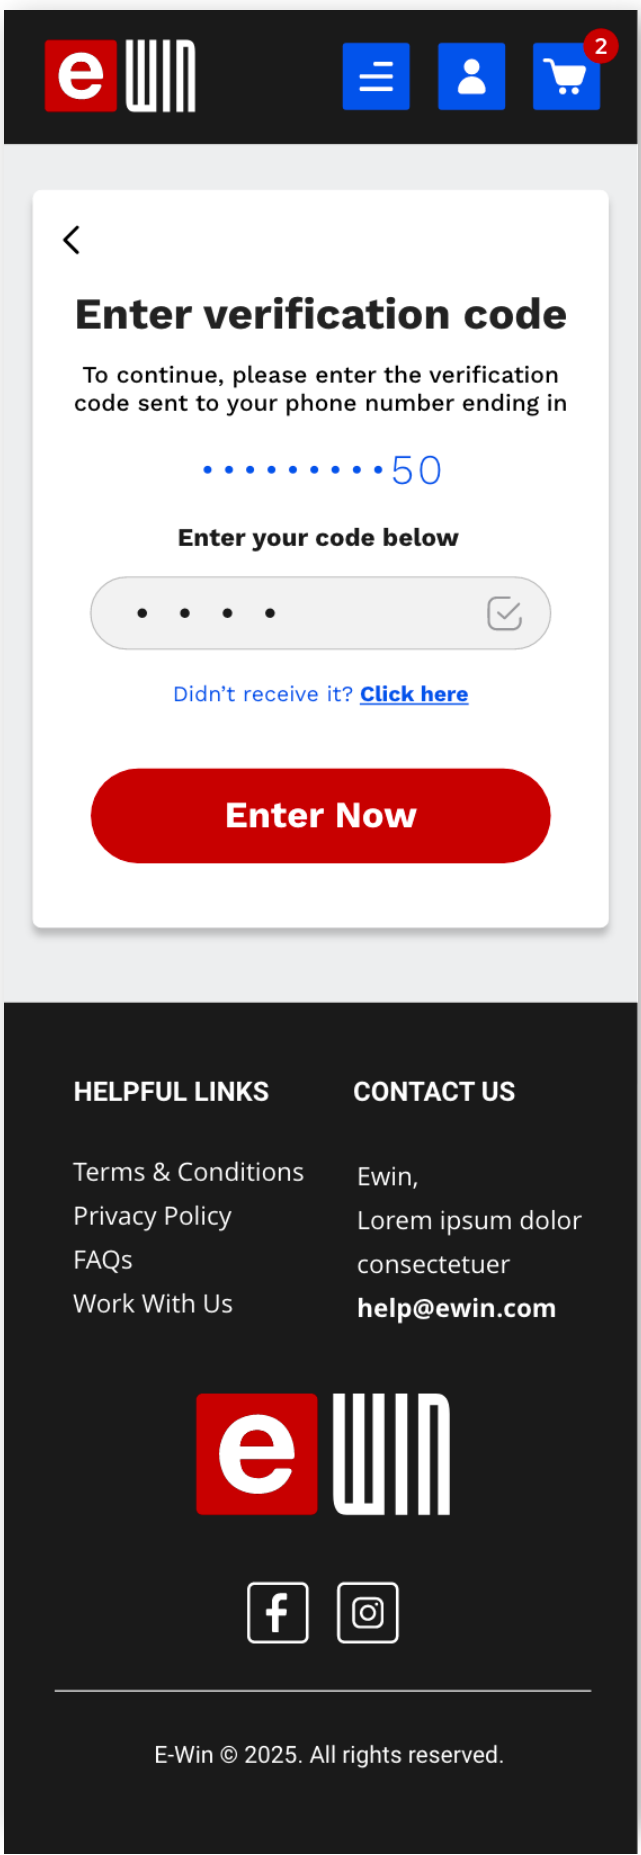 e WIN
2
Enter verification code
To continue, please enter the verification
code sent to your phone number ending in
•••••••••50
Enter your code below
• • • •
Didn't receive it? Click here
Enter Now
HELPFUL LINKS
Terms & Conditions
Privacy Policy
FAQs
Work With Us
CONTACT US
Ewin,
Lorem ipsum dolor
consectetuer
help@ewin.com
e WIN
E-Win © 2025. All rights reserved.